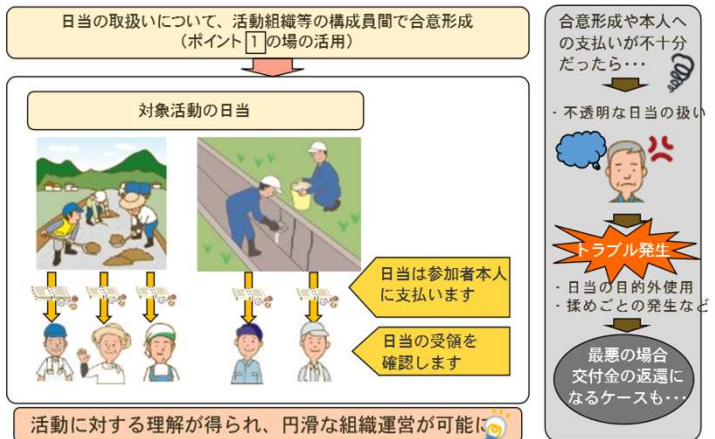 日当の取扱いについて、活動組織等の構成員間で合意形成
（ポイント1の場の活用）
対象活動の日当
日当は参加者本人
に支払います
日当の受領を
確認します
活動に対する理解が得られ、円滑な組織運営が可能に
合意形成や本人へ
の支払いが不十分
だったら・・・
・不透明な日当の扱い
トラブル発生
・日当の目的外使用
・揉めごとの発生など
最悪の場合
交付金の返還に
なるケースも・・・